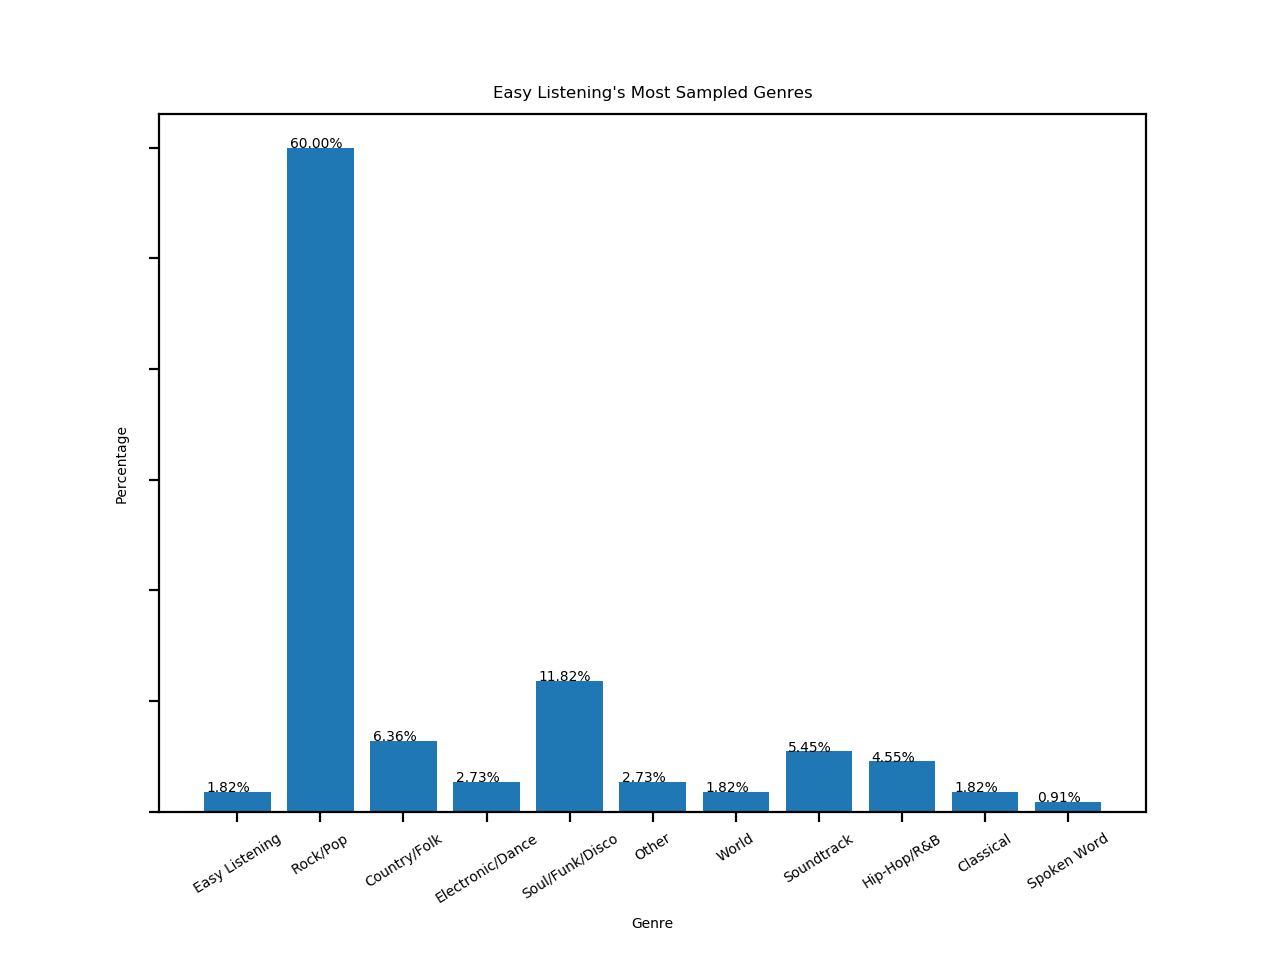 Easy Listening's Most Sampled Genres
60.00%
11.82%
6.36%
5.45%
4.55%
2.73%
2.73%
1.82%
1.82%
1.82%
0.91%
Percentage
Easy Listening
Rock/Pop
Country/Folk
Electronic/Dance
Soul/Funk/Disco
Other
World
Soundtrack
Hip-Hop/R&B
Classical
Spoken Word
Genre